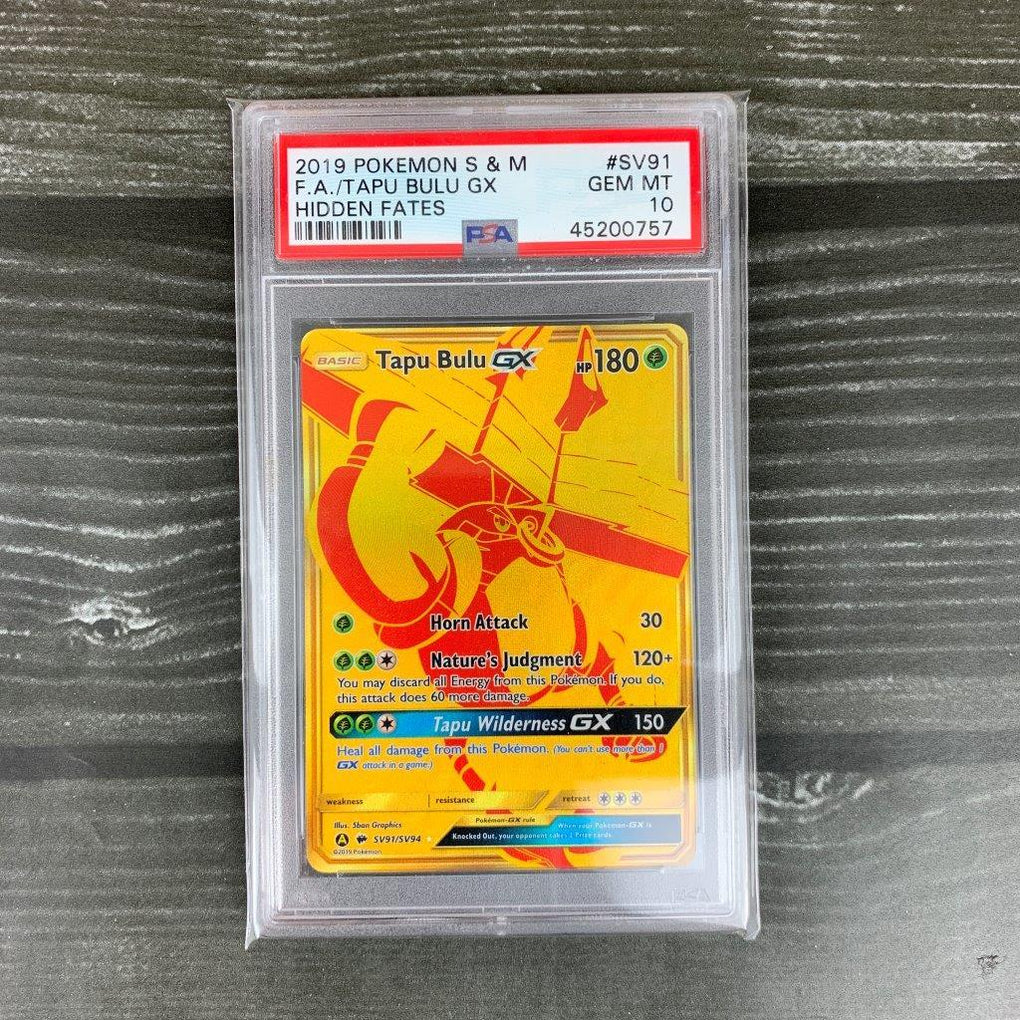 2019 POKEMON S & M #SV91
F.A./TAPU BULU GX GEM MT
HIDDEN FATES 10
PSA 45200757
BASIC Tapu Bulu GX HP 180
Horn Attack 30
Nature's Judgment 120+
You may discard all Energy from this Pokémon. If you do,
this attack does 60 more damage.
Tapu Wilderness GX 150
Heal all damage from this Pokémon. (You can't use more than 1
GX attack in a game.)
weakness resistance retreat
Illus. 5ban Graphics Pokémon-GX rule When your Pokémon-GX is
A SV91/SV94 Knocked Out, your opponent takes 2 Prize cards.
©2019 Pokémon
PSA